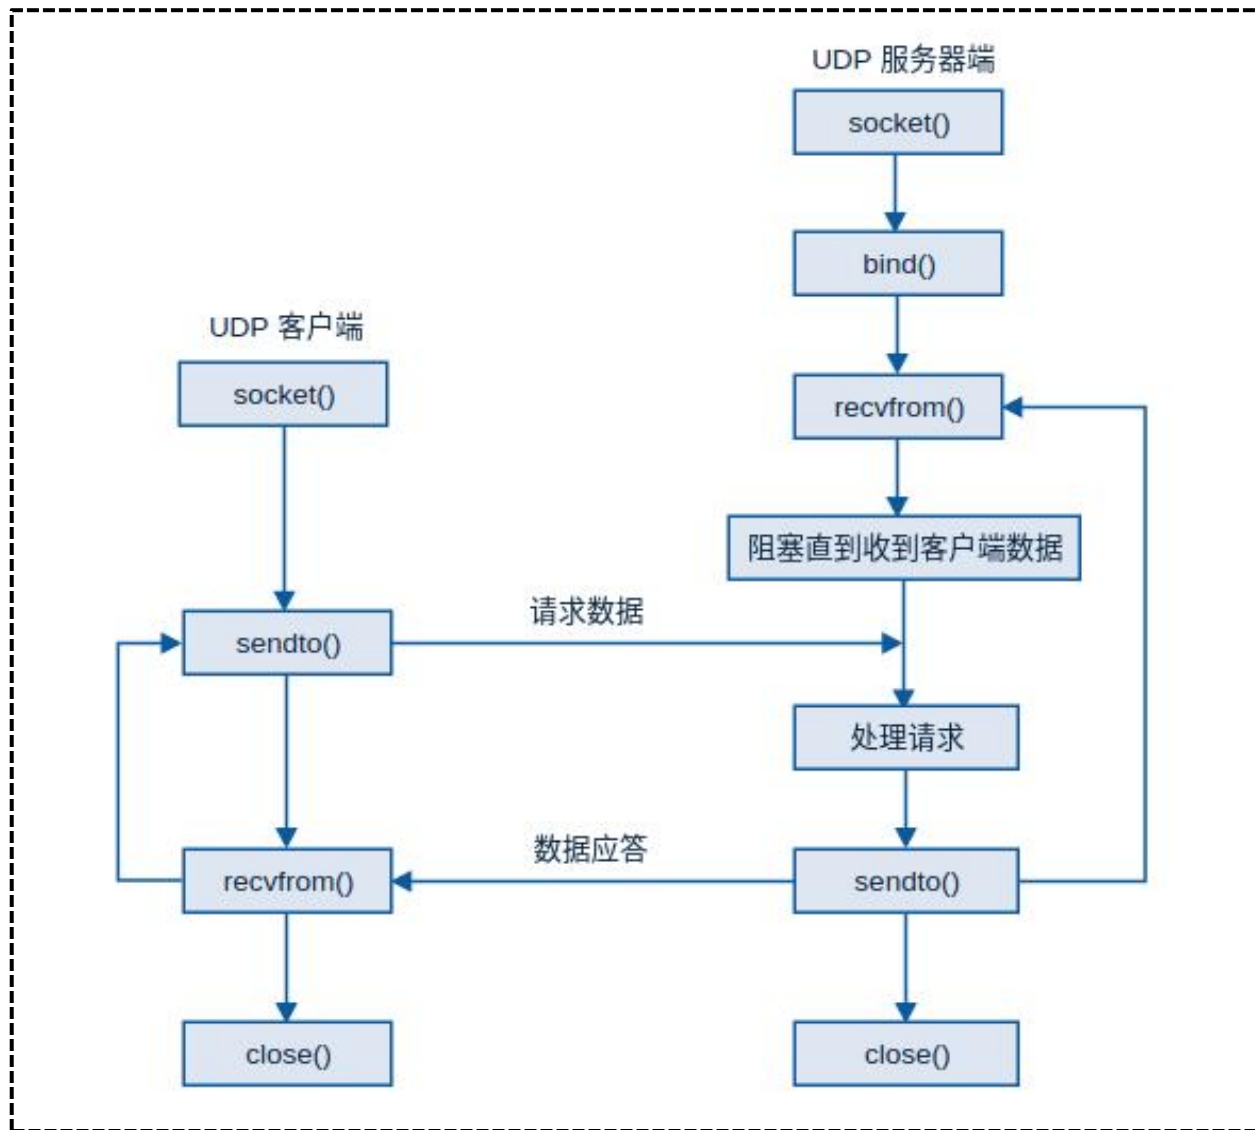 UDP 服务器端
socket()
bind()
recvfrom()
阻塞直到收到客户端数据
处理请求
sendto()
close()
UDP 客户端
socket()
sendto()
recvfrom()
close()
请求数据
数据应答